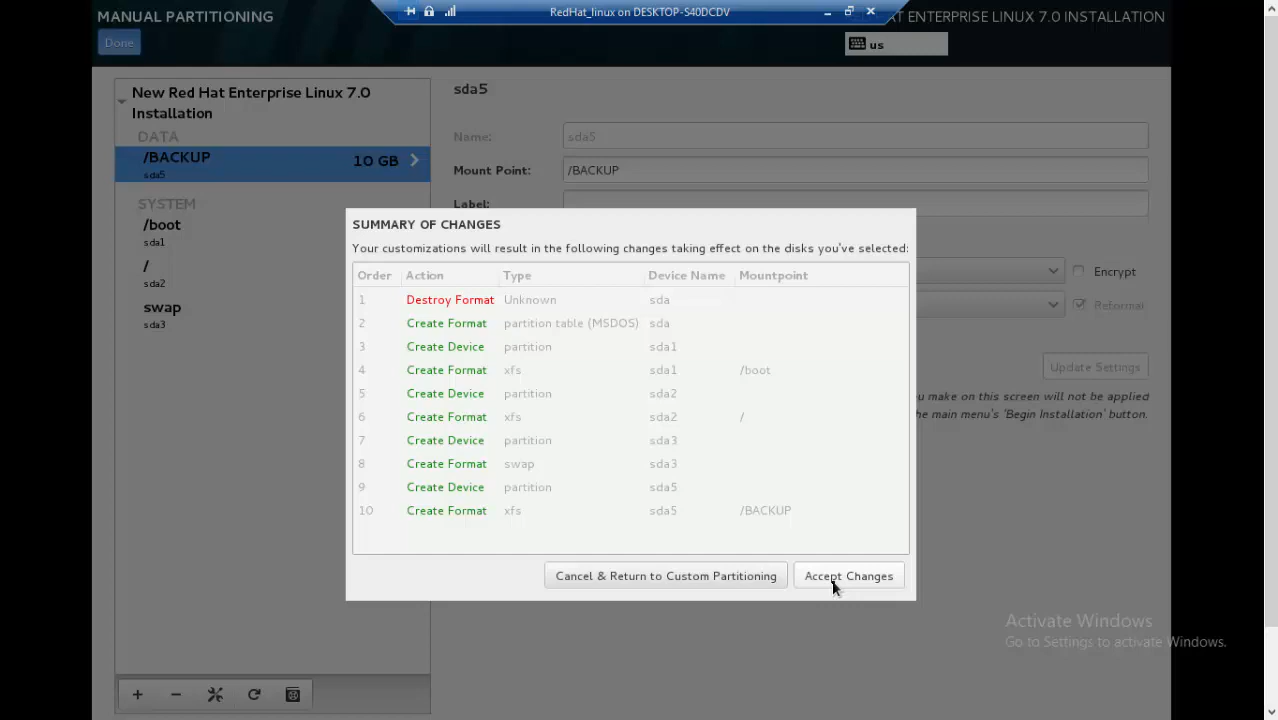 MANUAL PARTITIONING
RedHat_linux on DESKTOP-S40DCDV
AT ENTERPRISE LINUX 7.0 INSTALLATION
Done
us
New Red Hat Enterprise Linux 7.0
Installation
DATA
/BACKUP 10 GB
sda5
SYSTEM
/boot
sda1
/
sda2
swap
sda3
sda5
Name: sda5
Mount Point: /BACKUP
Label:
Encrypt
Reformat
Update Settings
u make on this screen will not be applied
he main menu's 'Begin Installation' button.
SUMMARY OF CHANGES
Your customizations will result in the following changes taking effect on the disks you've selected:
Order Action Type Device Name Mountpoint
1 Destroy Format Unknown sda
2 Create Format partition table (MSDOS) sda
3 Create Device partition sda1
4 Create Format xfs sda1 /boot
5 Create Device partition sda2
6 Create Format xfs sda2 /
7 Create Device partition sda3
8 Create Format swap sda3
9 Create Device partition sda5
10 Create Format xfs sda5 /BACKUP
Cancel & Return to Custom Partitioning Accept Changes
Activate Windows
Go to Settings to activate Windows.